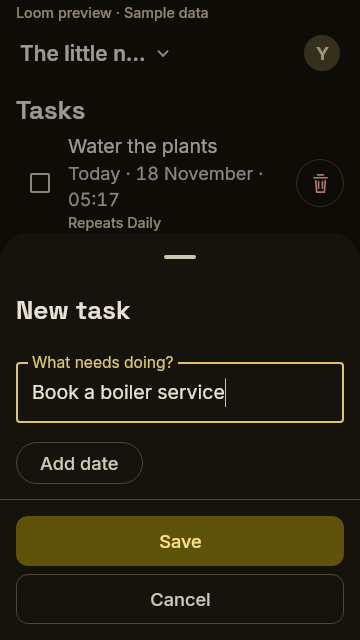 Loom preview · Sample data
The little n...
Y
Tasks
Water the plants
Today · 18 November ·
05:17
Repeats Daily
New task
What needs doing?
Book a boiler service
Add date
Save
Cancel